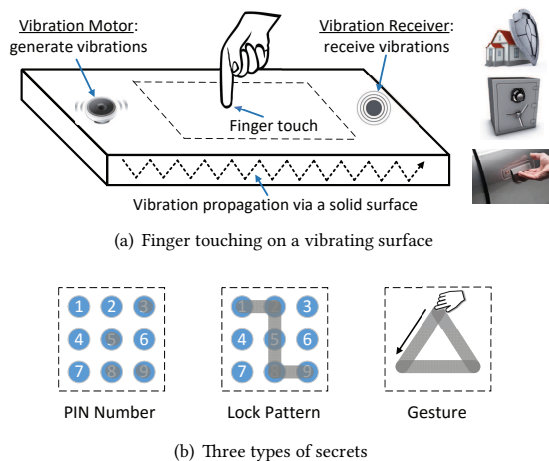 Vibration Motor:
generate vibrations
Vibration Receiver:
receive vibrations
Finger touch
Vibration propagation via a solid surface
(a) Finger touching on a vibrating surface
1 2 3
4 5 6
7 8 9
1 2 3
4 5 6
7 8 9
PIN Number
Lock Pattern
Gesture
(b) Three types of secrets